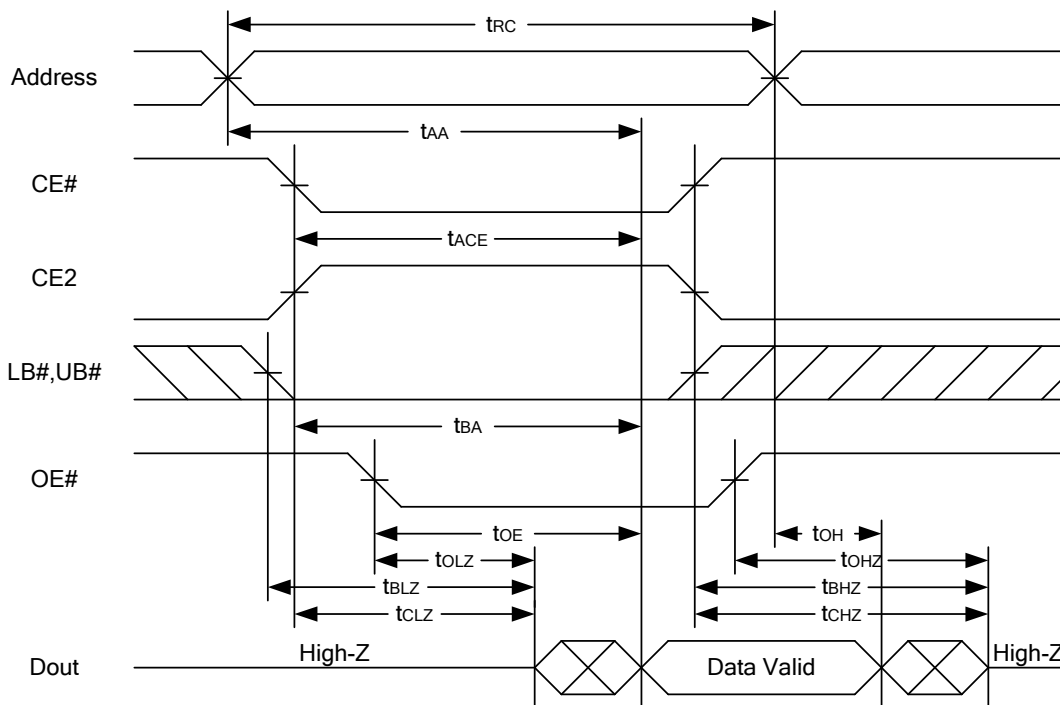 tRC
Address
tAA
CE#
tACE
CE2
LB#,UB#
tBA
OE#
tOE
tOH
tOLZ
tOHZ
tBLZ
tBHZ
tCLZ
tCHZ
High-Z
Dout
Data Valid
High-Z